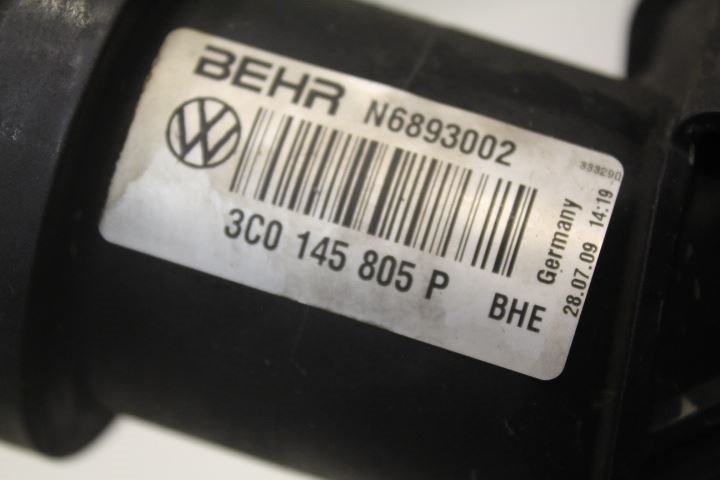 BEHR N6893002
333290
3C0 145 805 P
BHE
Germany
28.07.09 14:19